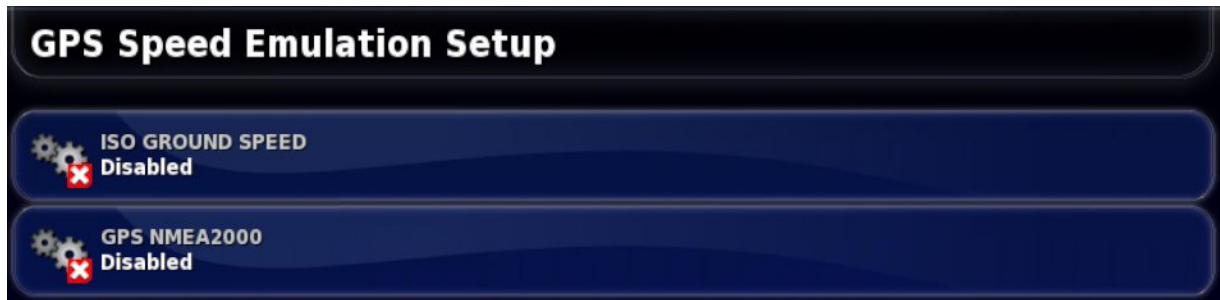 GPS Speed Emulation Setup
ISO GROUND SPEED
Disabled
GPS NMEA2000
Disabled